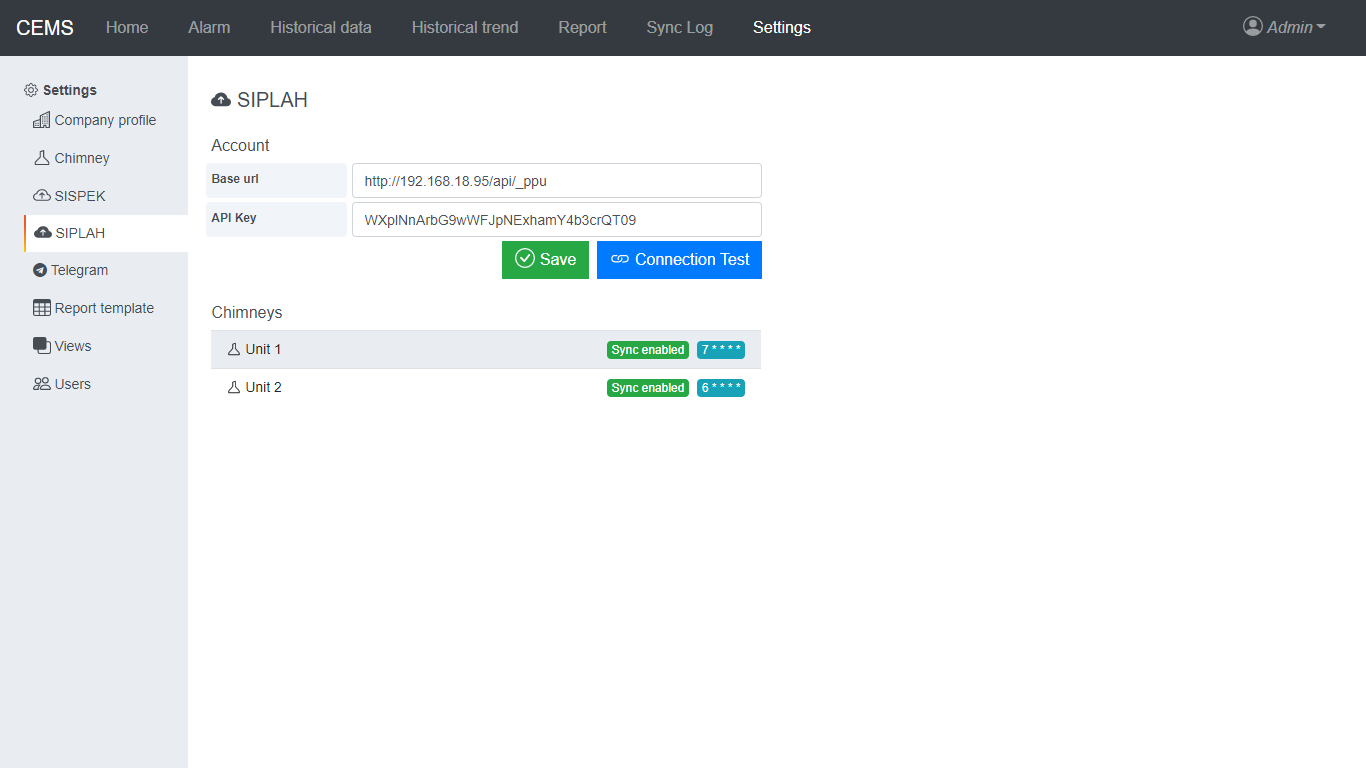 CEMS Home Alarm Historical data Historical trend Report Sync Log Settings Admin
Settings
Company profile
Chimney
SISPEK
SIPLAH
Telegram
Report template
Views
Users
SIPLAH
Account
Base url http://192.168.18.95/api/_ppu
API Key WXplNnArbG9wWFJpNExhamY4b3crQT09
Save Connection Test
Chimneys
Unit 1 Sync enabled 7 * * * *
Unit 2 Sync enabled 6 * * * *